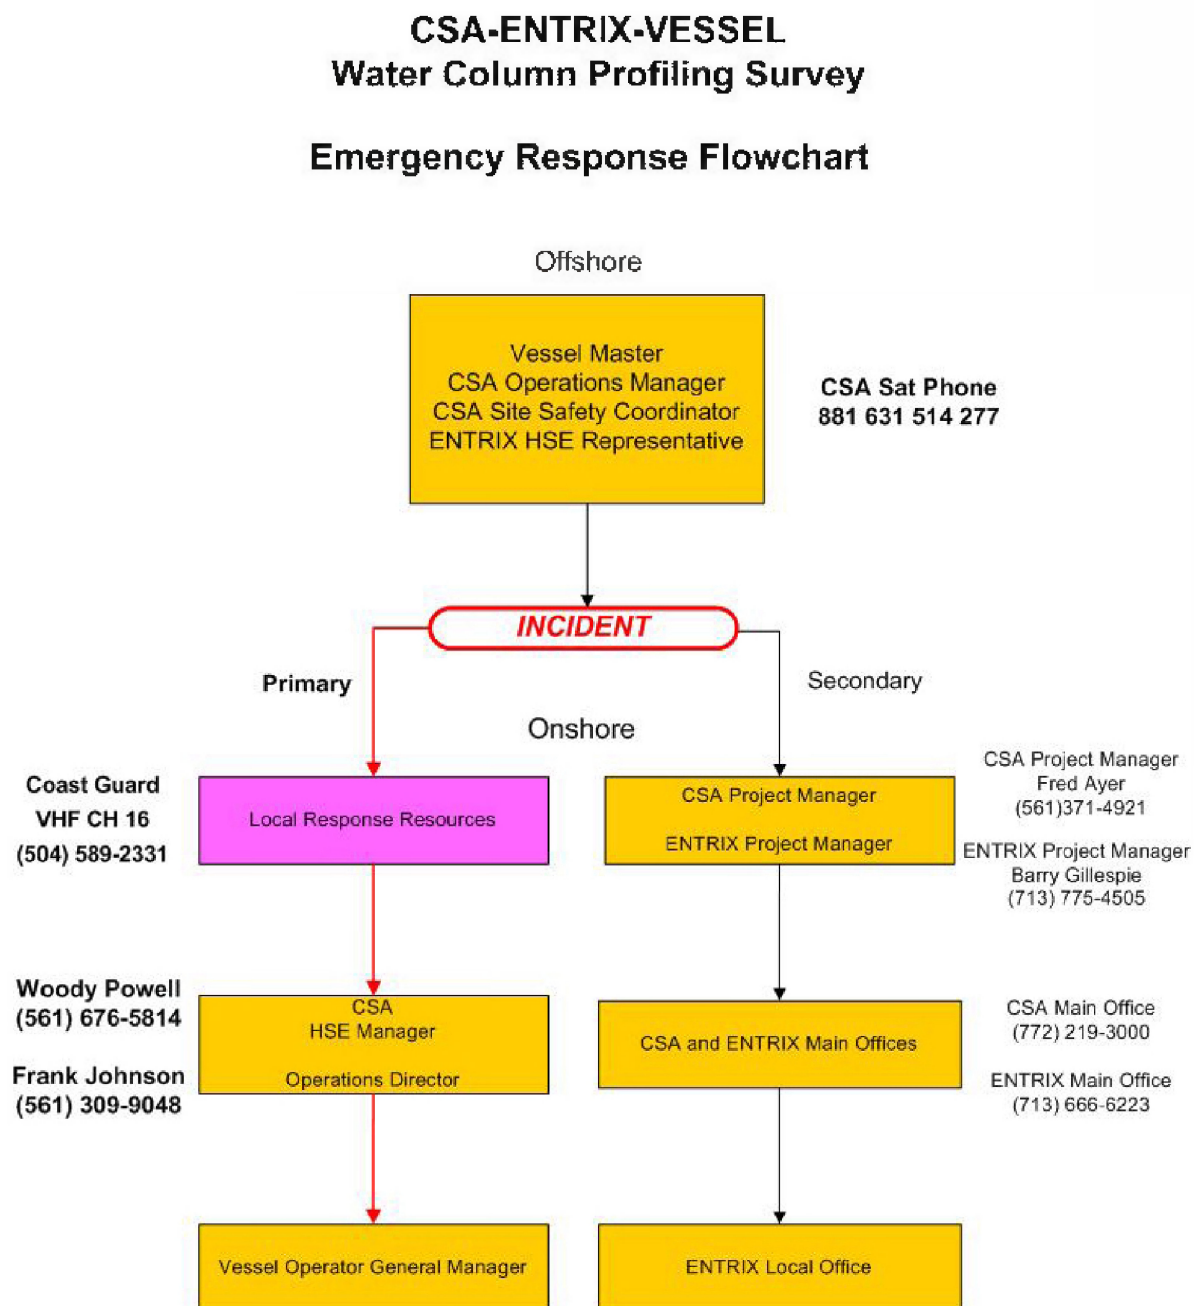 CSA-ENTRIX-VESSEL
Water Column Profiling Survey
Emergency Response Flowchart
Offshore
Vessel Master
CSA Operations Manager
CSA Site Safety Coordinator
ENTRIX HSE Representative
CSA Sat Phone
881 631 514 277
INCIDENT
Primary
Secondary
Onshore
Coast Guard
VHF CH 16
(504) 589-2331
Local Response Resources
CSA Project Manager
ENTRIX Project Manager
CSA Project Manager
Fred Ayer
(561)371-4921
ENTRIX Project Manager
Barry Gillespie
(713) 775-4505
Woody Powell
(561) 676-5814
Frank Johnson
(561) 309-9048
CSA
HSE Manager
Operations Director
CSA and ENTRIX Main Offices
CSA Main Office
(772) 219-3000
ENTRIX Main Office
(713) 666-6223
Vessel Operator General Manager
ENTRIX Local Office